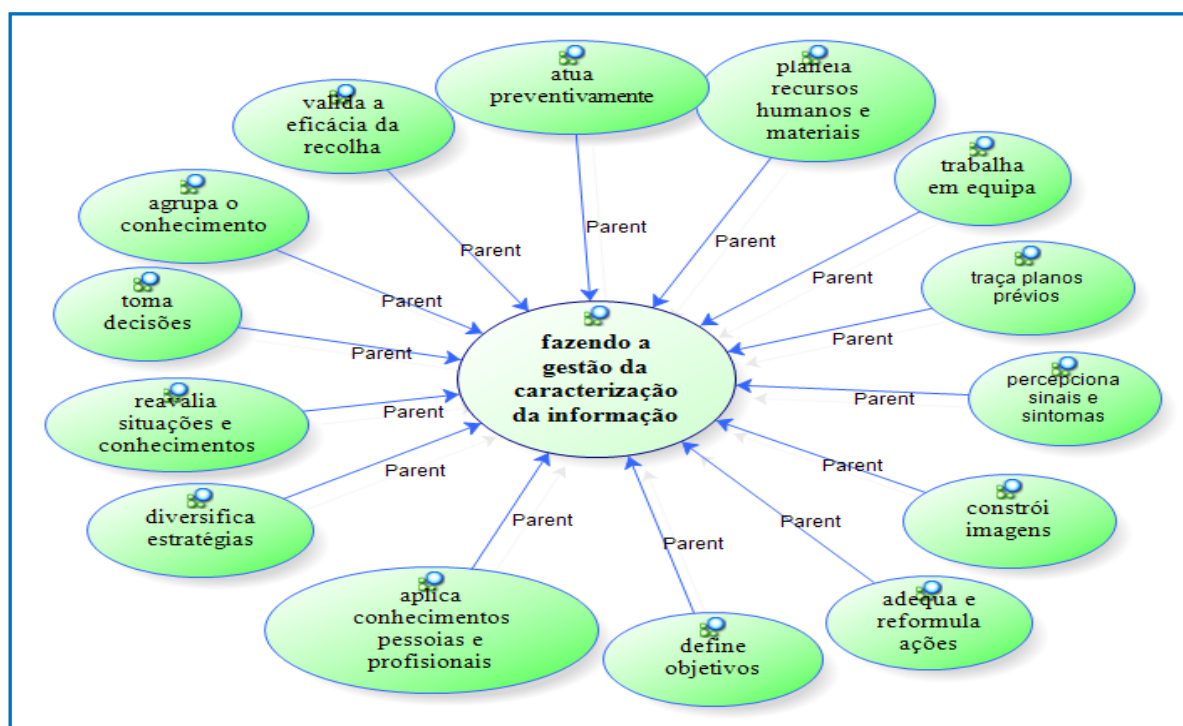 atua
preventivamente
planeia
recursos
humanos e
materiais
valida a
eficácia da
recolha
trabalha
em equipa
agrupa o
conhecimento
Parent
Parent
Parent
Parent
traça planos
prévios
toma
decisões
Parent
Parent
Parent
fazendo a
gestão da
caracterização
da informação
percepciona
sinais e
sintomas
Parent
reavalia
situações e
conhecimentos
Parent
Parent
Parent
constrói
imagens
diversifica
estratégias
Parent
Parent
Parent
adequa e
reformula
ações
aplica
conhecimentos
pessoias e
profisionais
define
objetivos